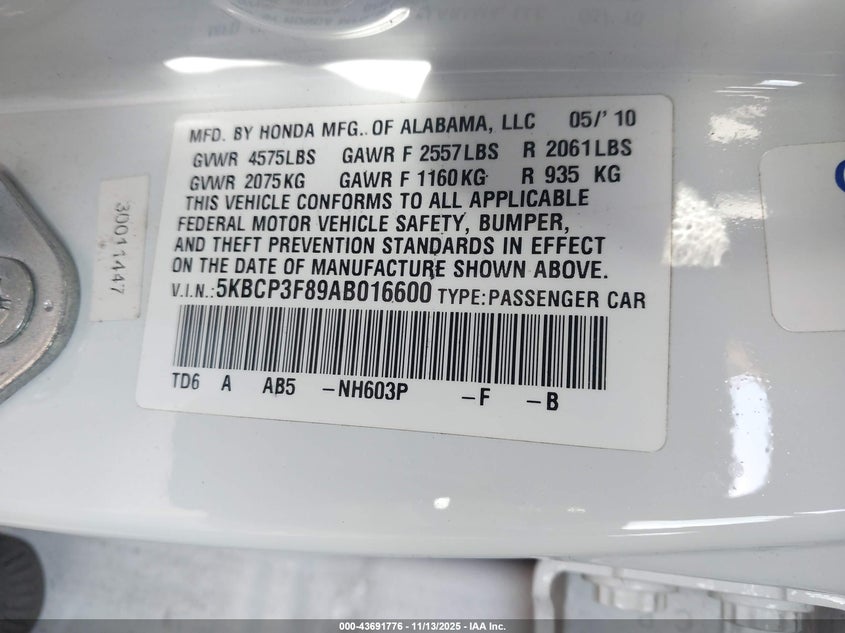 MFD. BY HONDA MFG., OF ALABAMA, LLC 05/' 10
GVWR 4575LBS GAWR F 2557LBS R 2061LBS
GVWR 2075KG GAWR F 1160KG R 935 KG
THIS VEHICLE CONFORMS TO ALL APPLICABLE
FEDERAL MOTOR VEHICLE SAFETY, BUMPER,
AND THEFT PREVENTION STANDARDS IN EFFECT
ON THE DATE OF MANUFACTURE SHOWN ABOVE.
V.I.N.:5KBCP3F89AB016600 TYPE:PASSENGER CAR
TD6 A AB5 -NH603P -F -B
30011447
000-43691776 - 11/13/2025 - IAA Inc.